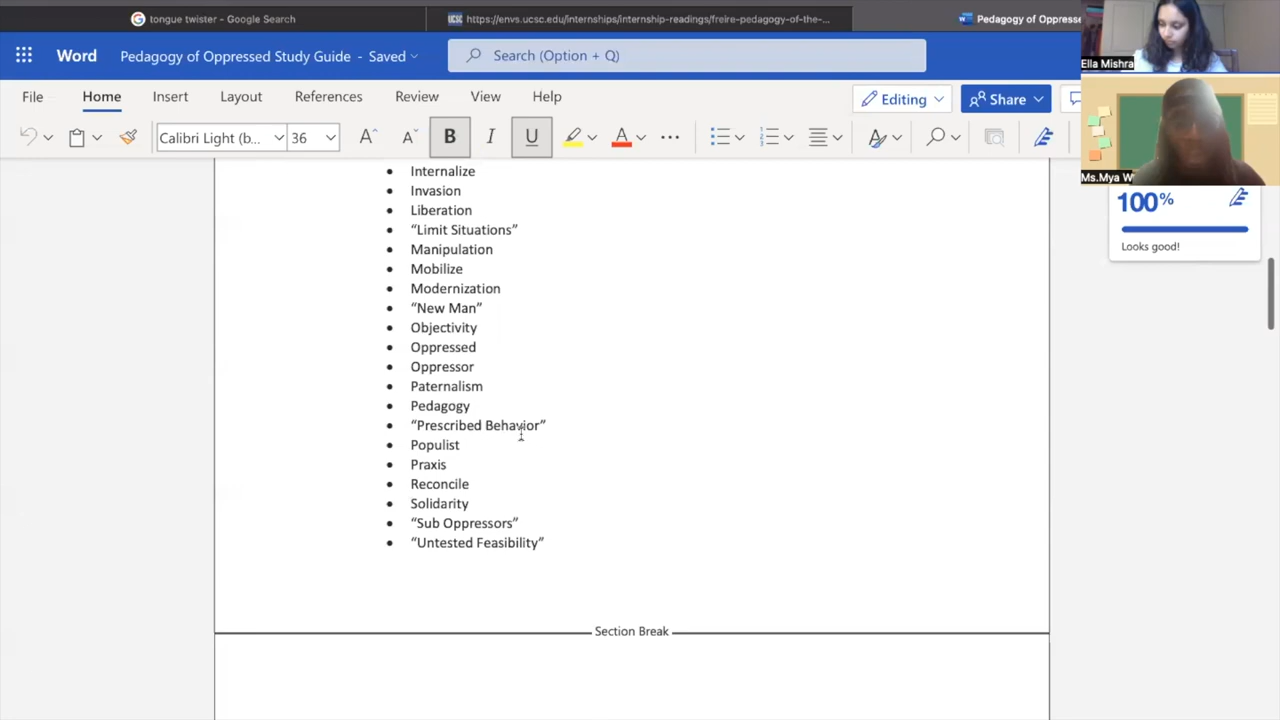 tongue twister - Google Search
https://envs.ucsc.edu/internships/internship-readings/freire-pedagogy-of-the-...
Pedagogy of Oppresse
Word
Pedagogy of Oppressed Study Guide - Saved
Search (Option + Q)
Ella Mishra
File
Home
Insert
Layout
References
Review
View
Help
Editing
Share
Calibri Light (b...
36
A
A
B
I
U
A
Ms.Mya W
100%
Looks good!
• Internalize
• Invasion
• Liberation
• “Limit Situations”
• Manipulation
• Mobilize
• Modernization
• “New Man”
• Objectivity
• Oppressed
• Oppressor
• Paternalism
• Pedagogy
• “Prescribed Behavior”
• Populist
• Praxis
• Reconcile
• Solidarity
• “Sub Oppressors”
• “Untested Feasibility”
Section Break